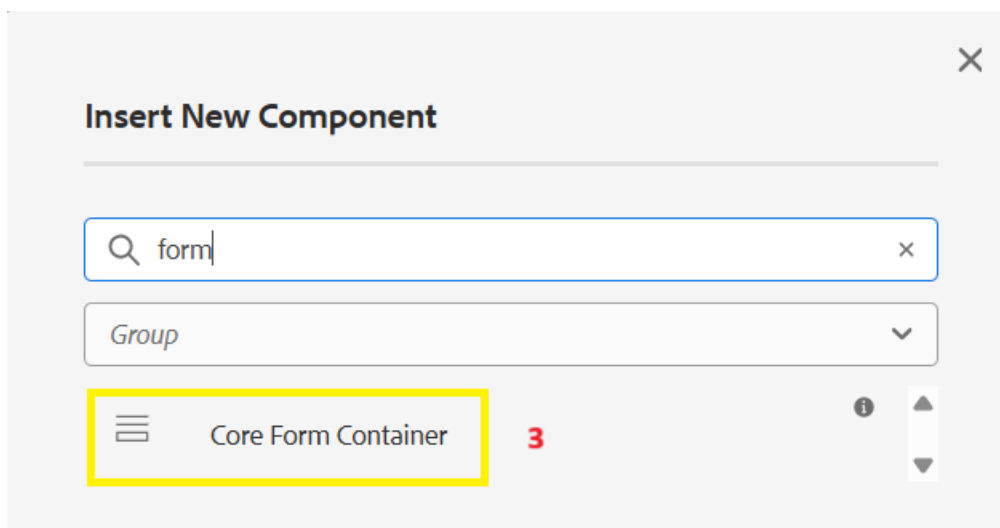 Insert New Component
form
Group
Core Form Container
3